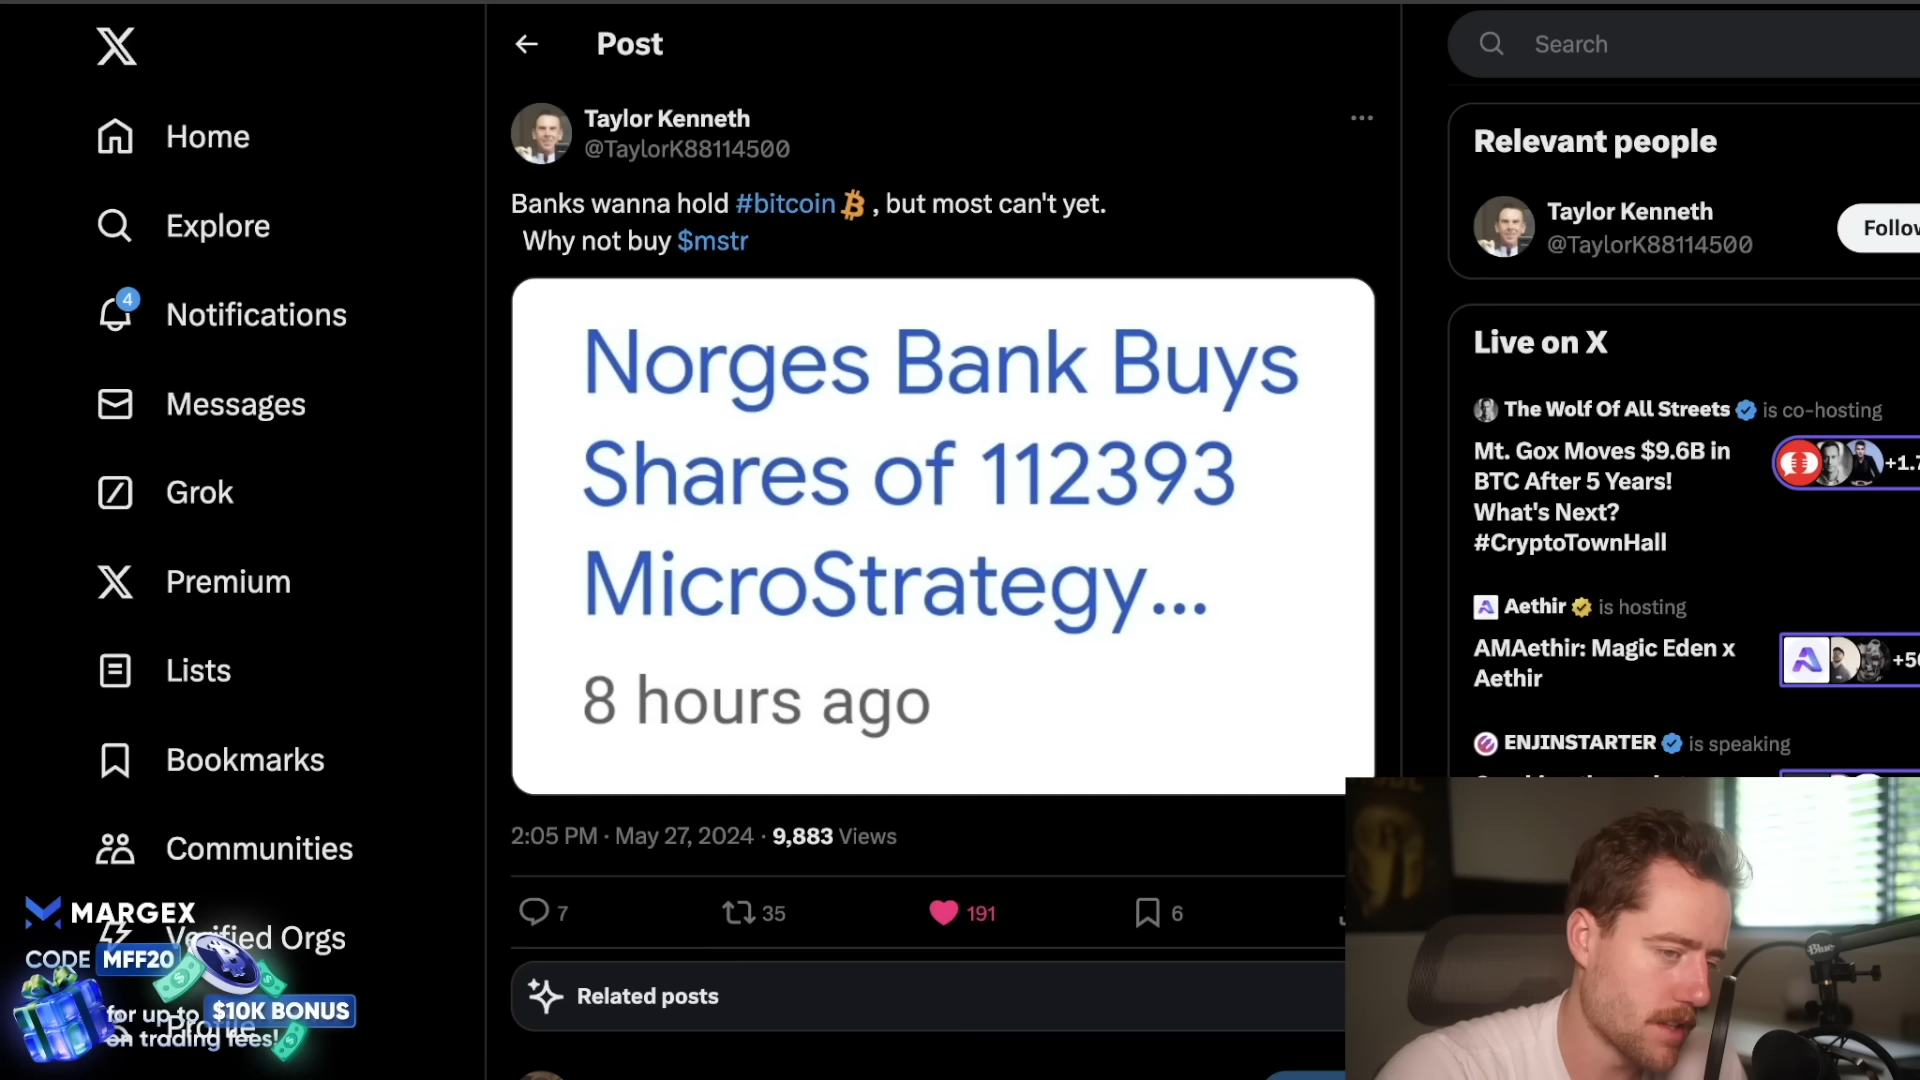 Home
Explore
4
Notifications
Messages
Grok
Premium
Lists
Bookmarks
Communities
Verified Orgs
Profile
MARGEX
CODE MFF20
for up to $10K BONUS
on trading fees!
Post
Taylor Kenneth
@TaylorK88114500
Banks wanna hold #bitcoin , but most can't yet.
Why not buy $mstr
Norges Bank Buys
Shares of 112393
MicroStrategy...
8 hours ago
2:05 PM · May 27, 2024 · 9,883 Views
7
35
191
6
Related posts
Search
Relevant people
Taylor Kenneth
@TaylorK88114500
Live on X
The Wolf Of All Streets is co-hosting
Mt. Gox Moves $9.6B in
BTC After 5 Years!
What's Next?
#CryptoTownHall
Aethir is hosting
AMAethir: Magic Eden x
Aethir
ENJINSTARTER is speaking
Blue